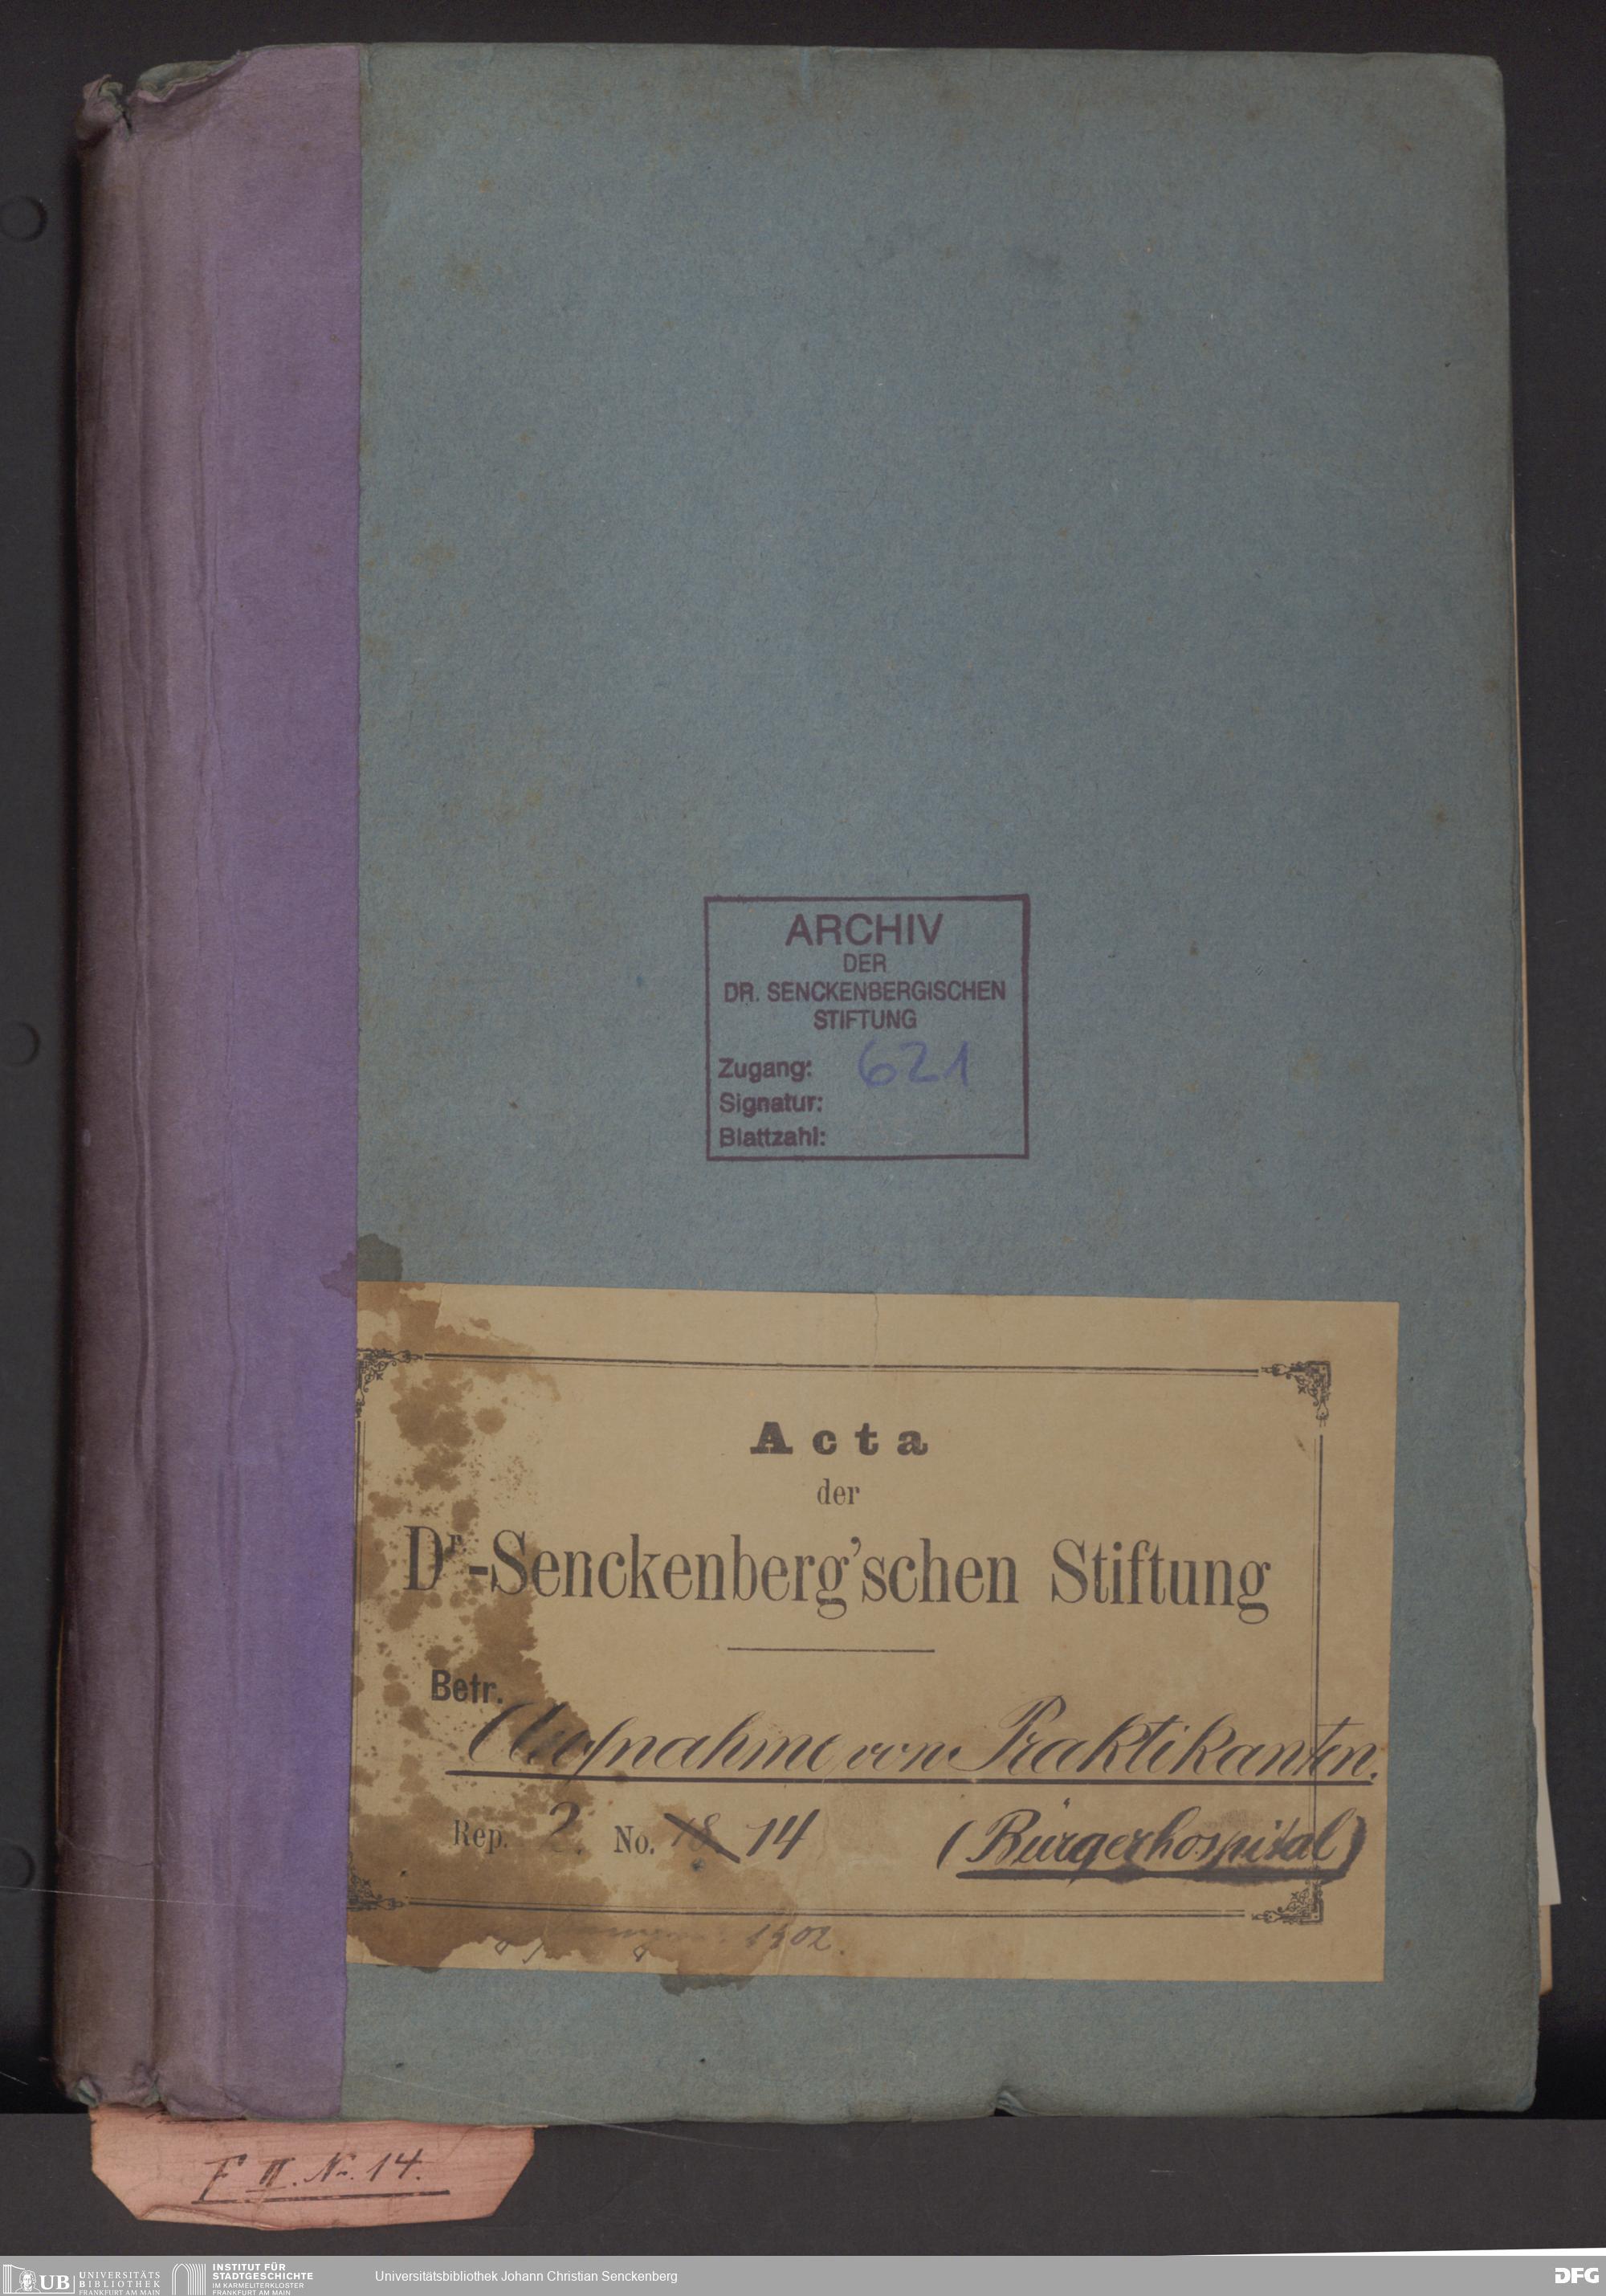 ARCHIV
DER
DR. SENCKENBERGISCHEN
STIFTUNG
Zugang: 621
Signatur:
Blattzahl:
Acta
der
Dr.-Senckenberg'schen Stiftung
Betr.
Aufnahme von Praktikanten.
Rep. 2. No. 18. 14 (Bürgerhospital)
1902.
F II. No. 14.
UB UNIVERSITÄTS
BIBLIOTHEK
FRANKFURT AM MAIN
INSTITUT FÜR
STADTGESCHICHTE
IM KARMELITERKLOSTER
FRANKFURT AM MAIN
Universitätsbibliothek Johann Christian Senckenberg
DFG